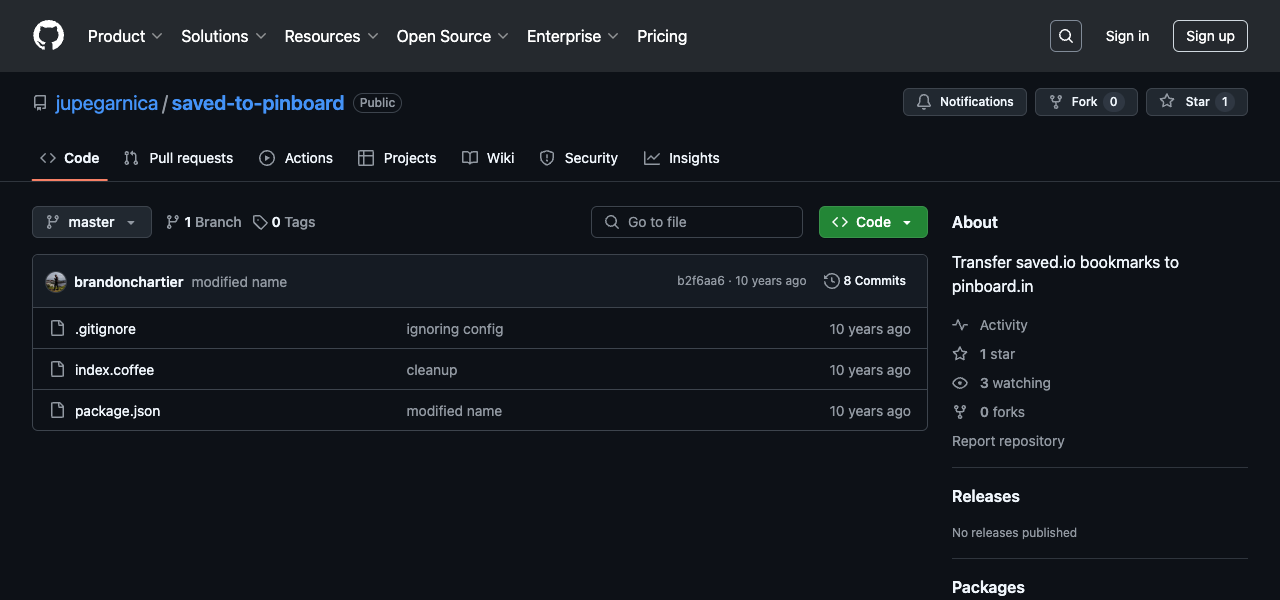 Product Solutions Resources Open Source Enterprise Pricing Sign in Sign up
jupegarnica / saved-to-pinboard Public Notifications Fork 0 Star 1
Code Pull requests Actions Projects Wiki Security Insights
master 1 Branch 0 Tags Go to file Code
brandonchartier modified name b2f6aa6 · 10 years ago 8 Commits
.gitignore ignoring config 10 years ago
index.coffee cleanup 10 years ago
package.json modified name 10 years ago
About
Transfer saved.io bookmarks to
pinboard.in
Activity
1 star
3 watching
0 forks
Report repository
Releases
No releases published
Packages